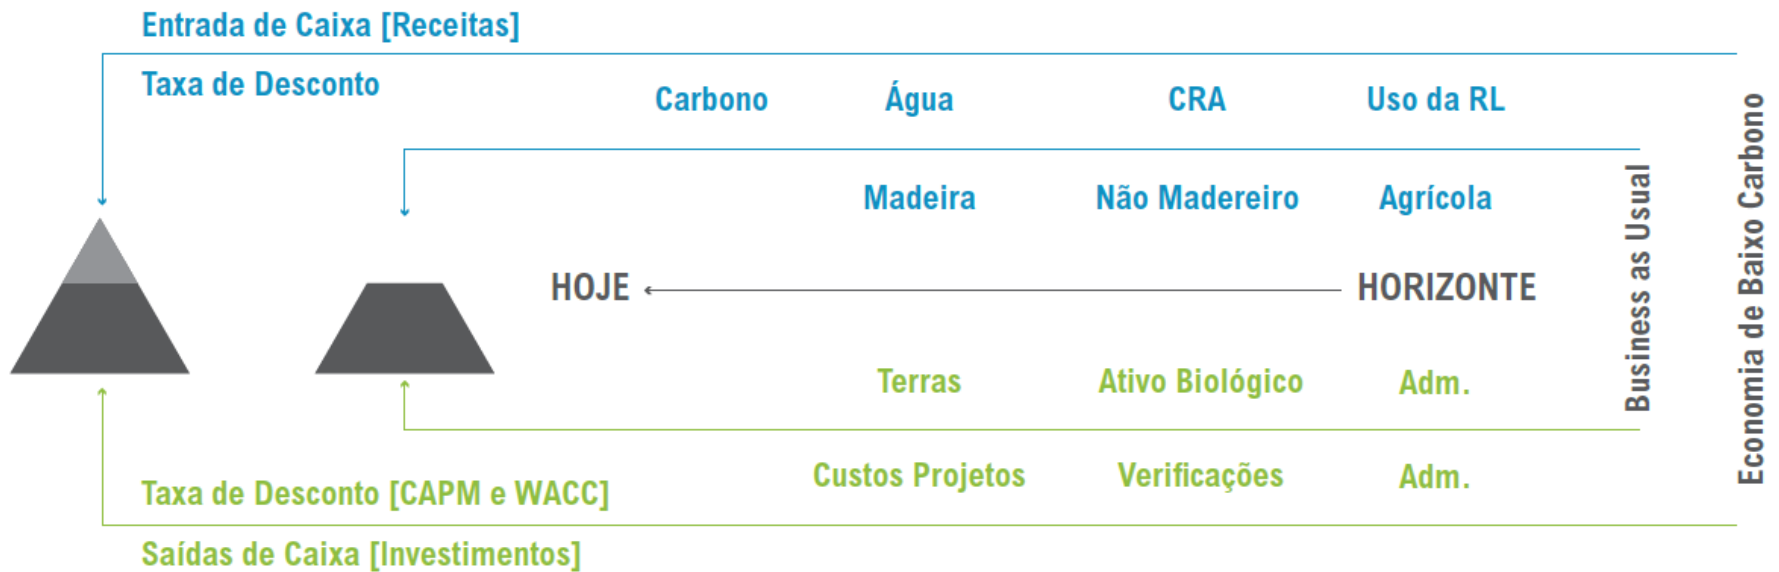 Entrada de Caixa [Receitas]
Taxa de Desconto
Carbono Água CRA Uso da RL
Madeira Não Madereiro Agrícola
HOJE HORIZONTE
Terras Ativo Biológico Adm.
Custos Projetos Verificações Adm.
Taxa de Desconto [CAPM e WACC]
Saídas de Caixa [Investimentos]
Business as Usual
Economia de Baixo Carbono